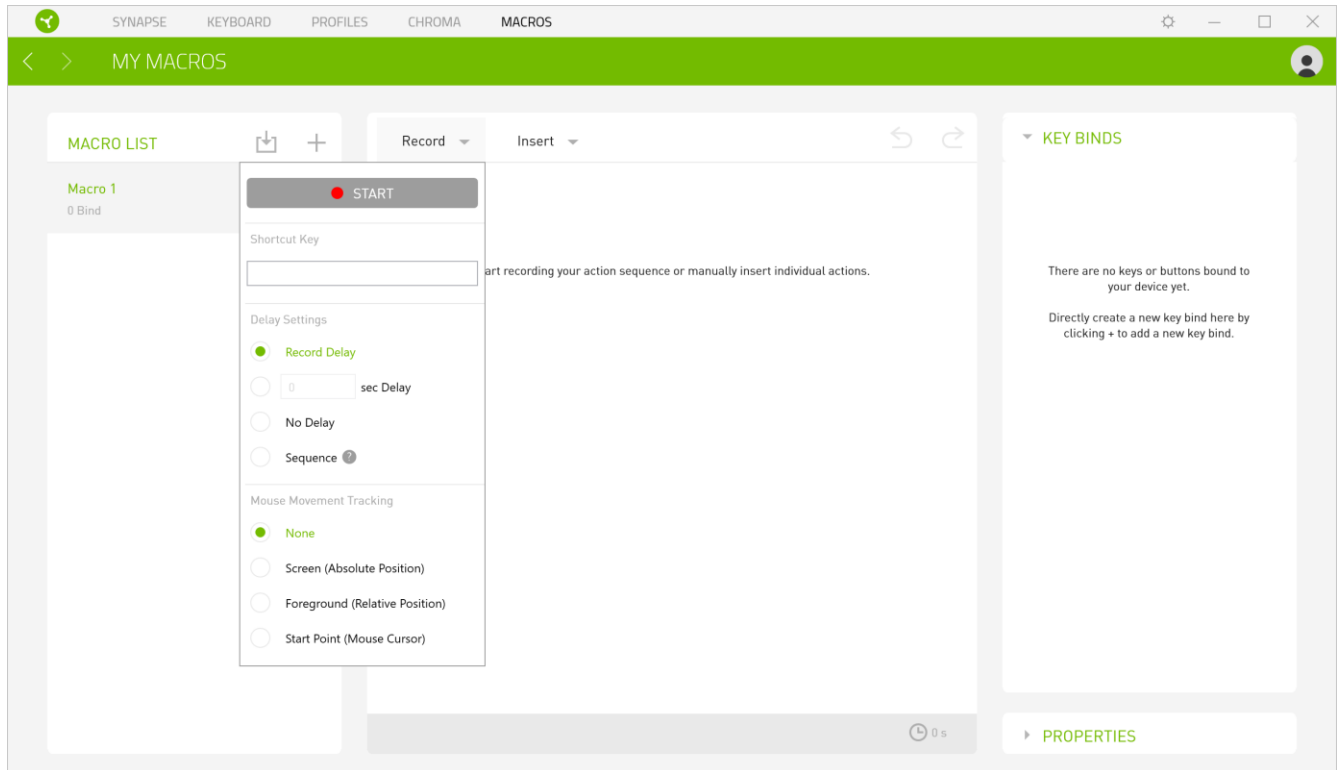 SYNAPSE KEYBOARD PROFILES CHROMA MACROS
MY MACROS
MACRO LIST
Macro 1
0 Bind
Record
Insert
START
Shortcut Key
art recording your action sequence or manually insert individual actions.
Delay Settings
Record Delay
0 sec Delay
No Delay
Sequence ?
Mouse Movement Tracking
None
Screen (Absolute Position)
Foreground (Relative Position)
Start Point (Mouse Cursor)
0 s
KEY BINDS
There are no keys or buttons bound to
your device yet.
Directly create a new key bind here by
clicking + to add a new key bind.
PROPERTIES